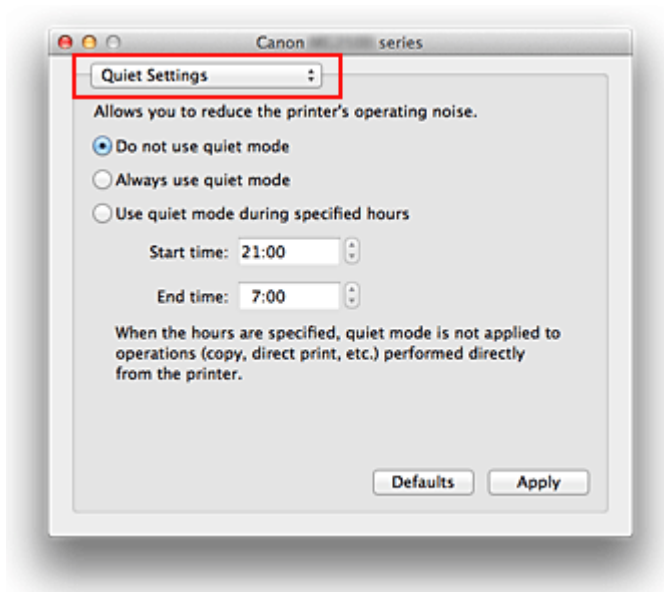 Canon series
Quiet Settings
Allows you to reduce the printer's operating noise.
Do not use quiet mode
Always use quiet mode
Use quiet mode during specified hours
Start time: 21:00
End time: 7:00
When the hours are specified, quiet mode is not applied to
operations (copy, direct print, etc.) performed directly
from the printer.
Defaults Apply